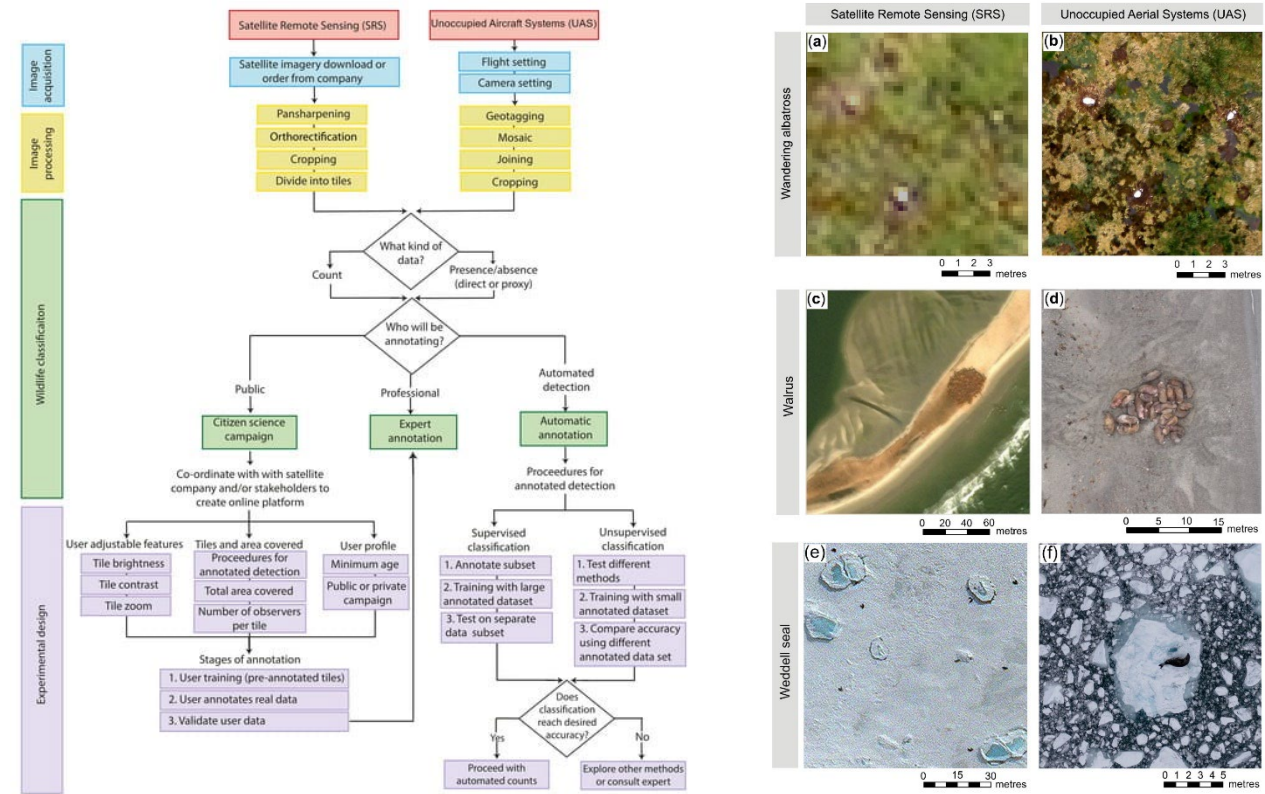 Satellite Remote Sensing (SRS)
Unoccupied Aircraft Systems (UAS)
Image
acquisition
Satellite imagery download or
order from company
Flight setting
Camera setting
Image
processing
Pansharpening
Orthorectification
Cropping
Divide into tiles
Geotagging
Mosaic
Joining
Cropping
Wildlife classificaiton
What kind of
data?
Count
Presence/absence
(direct or proxy)
Who will be
annotating?
Public
Professional
Automated
detection
Citizen science
campaign
Expert
annotation
Automatic
annotation
Co-ordinate with with satellite
company and/or stakeholders to
create online platform
Proceedures for
annotated detection
Experimental design
User adjustable features
Tile brightness
Tile contrast
Tile zoom
Tiles and area covered
Proceedures for
annotated detection
Total area covered
Number of observers
per tile
User profile
Minimum age
Public or private
campaign
Stages of annotation
1. User training (pre-annotated tiles)
2. User annotates real data
3. Validate user data
Supervised
classification
1. Annotate subset
2. Training with large
annotated dataset
3. Test on separate
data subset
Unsupervised
classification
1. Test different
methods
2. Training with small
annotated dataset
3. Compare accuracy
using different
annotated data set
Does
classification
reach desired
accuracy?
Yes
No
Proceed with
automated counts
Explore other methods
or consult expert
Satellite Remote Sensing (SRS)
Unoccupied Aerial Systems (UAS)
Wandering albatross
(a)
0 1 2 3
metres
(b)
0 1 2 3
metres
Walrus
(c)
0 20 40 60
metres
(d)
0 5 10 15
metres
Weddell seal
(e)
0 15 30
metres
(f)
0 1 2 3 4 5
metres